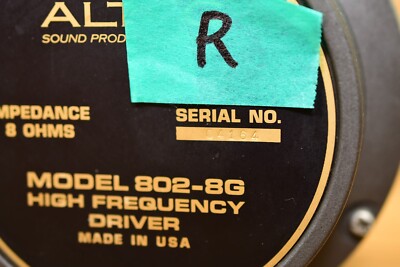 ALT
R
SOUND PROD
MPEDANCE
8 OHMS
SERIAL NO.
MODEL 802-8G
HIGH FREQUENCY
DRIVER
MADE IN USA